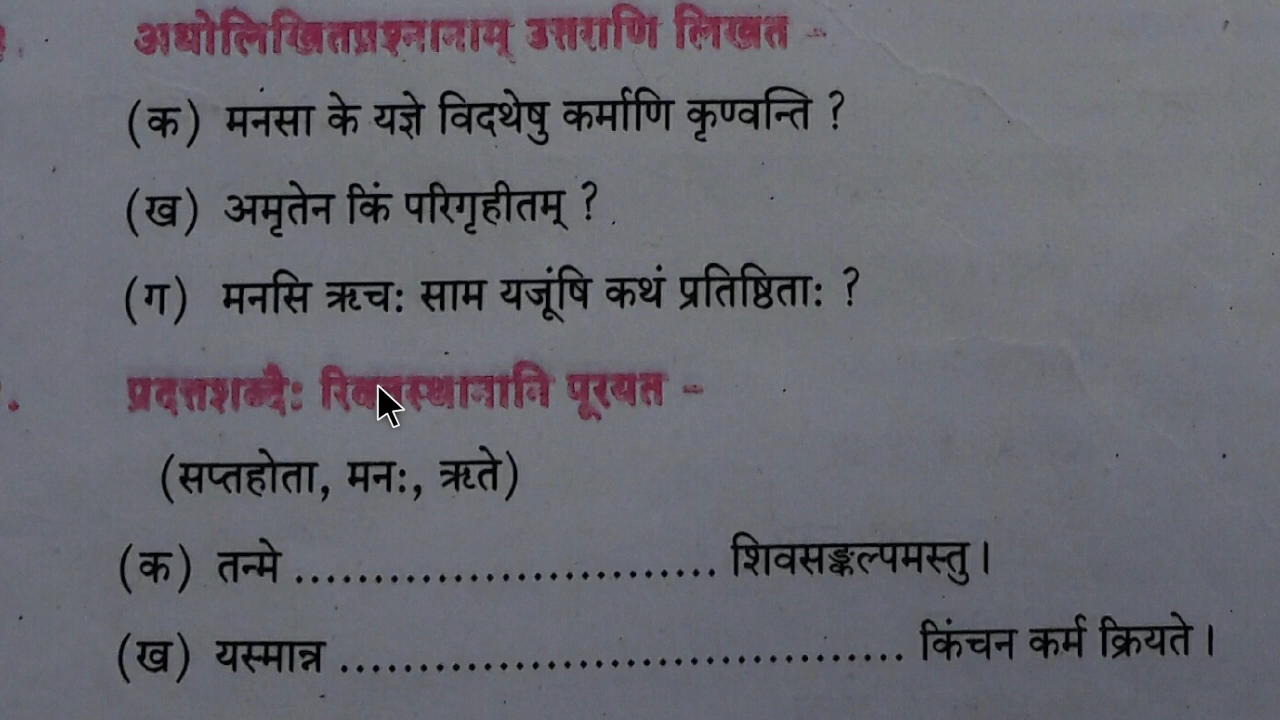 अधोलिखितप्रश्नानाम् उत्तराणि लिखत -
(क) मनसा के यज्ञे विदथेषु कर्माणि कृण्वन्ति ?
(ख) अमृतेन किं परिगृहीतम् ?
(ग) मनसि ऋचः साम यजूंषि कथं प्रतिष्ठिताः ?
प्रदत्तशब्दैः रिक्तस्थानानि पूरयत -
(सप्तहोता, मनः, ऋते)
(क) तन्मे ........................... शिवसङ्कल्पमस्तु।
(ख) यस्मान्न .................................... किंचन कर्म क्रियते।